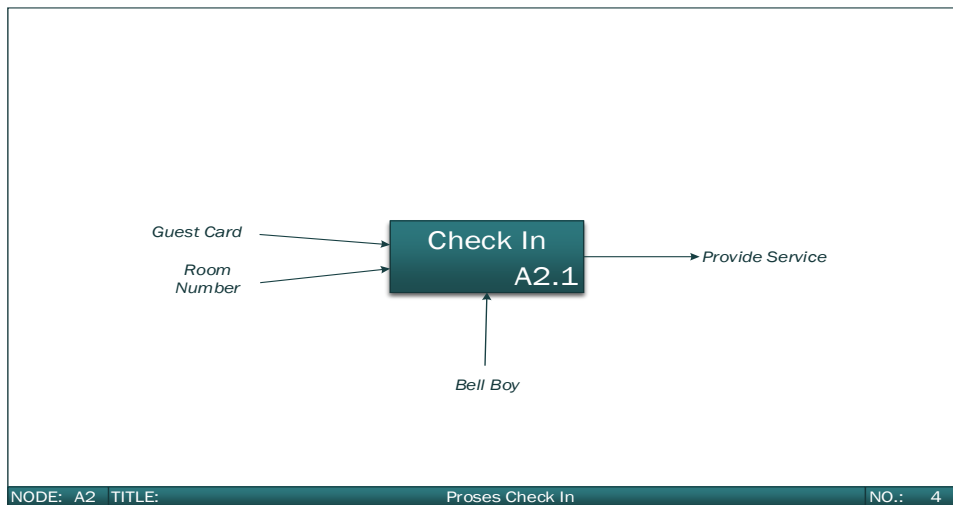 Guest Card
Room
Number
Check In
A2.1
Provide Service
Bell Boy
NODE: A2 TITLE: Proses Check In NO.: 4